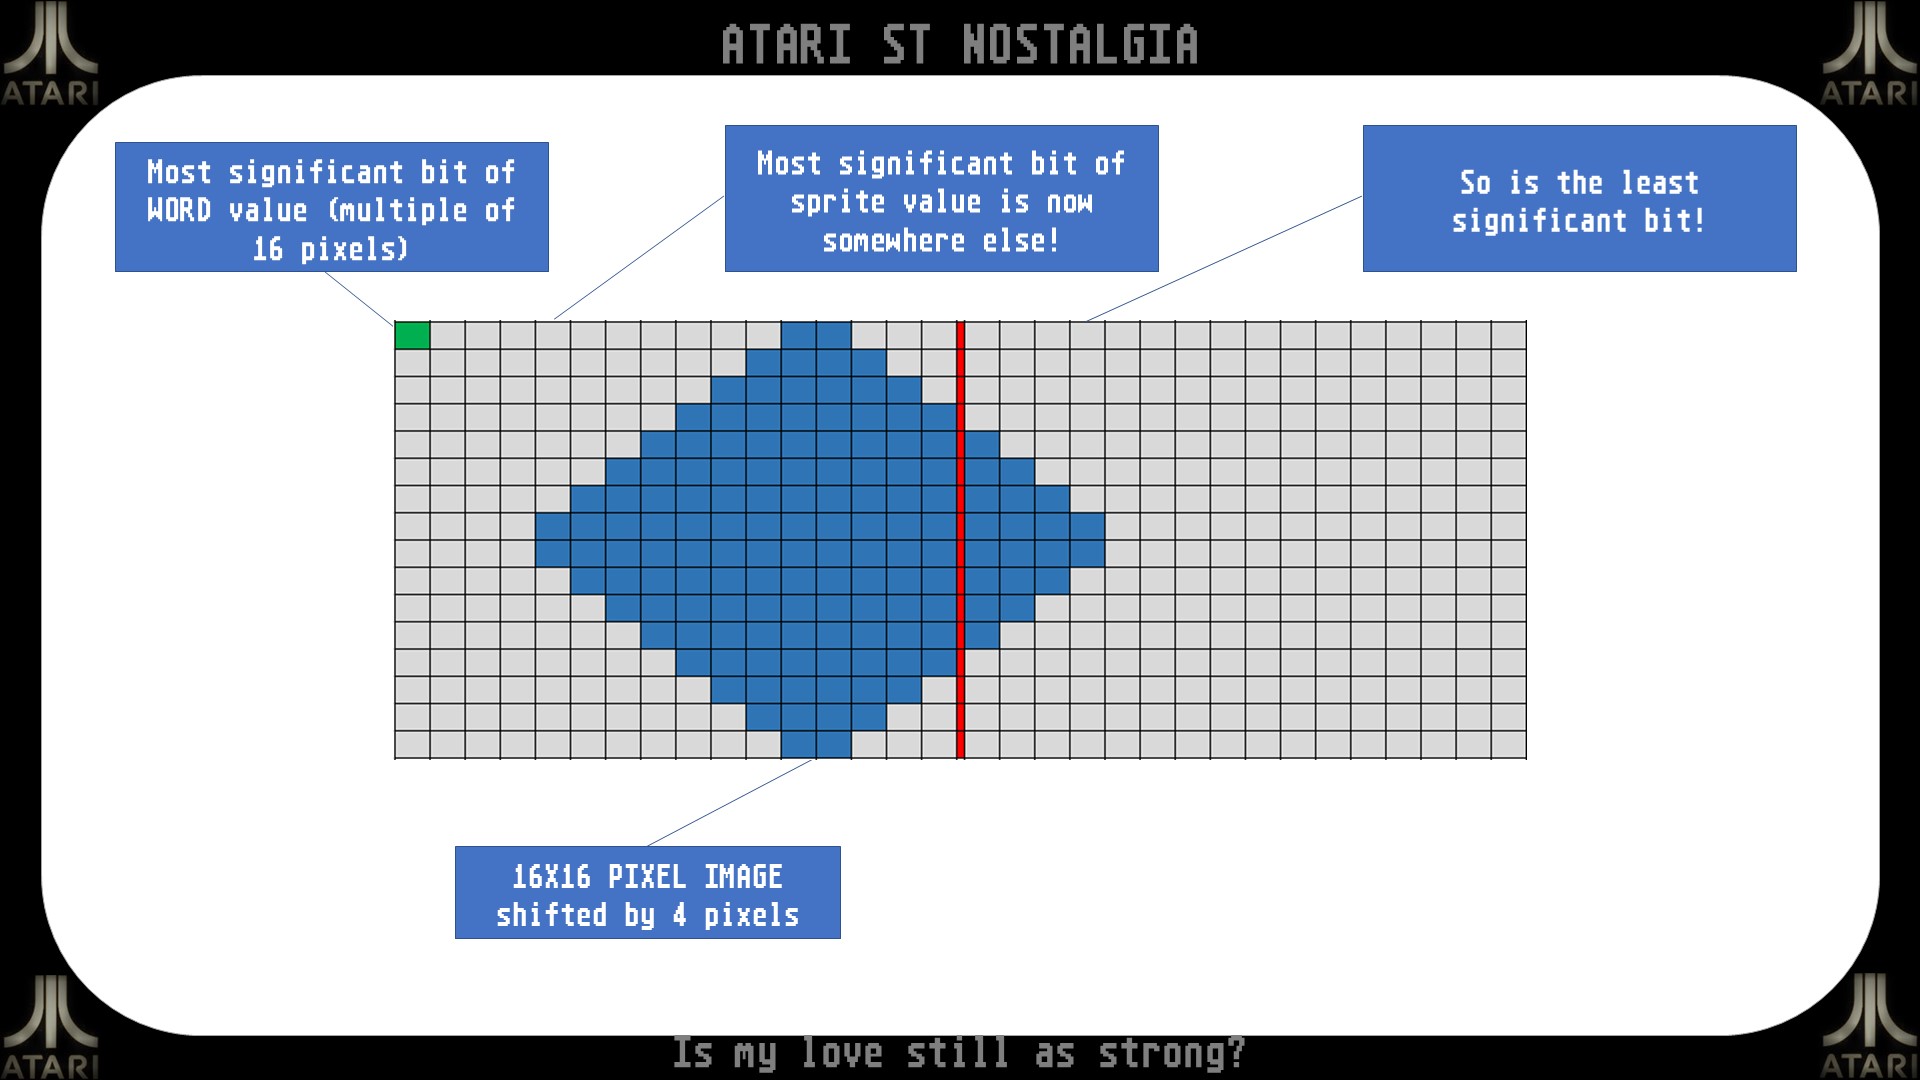 ATARI ST NOSTALGIA
ATARI
ATARI
Most significant bit of
WORD value (multiple of
16 pixels)
Most significant bit of
sprite value is now
somewhere else!
So is the least
significant bit!
16X16 PIXEL IMAGE
shifted by 4 pixels
Is my love still as strong?
ATARI
ATARI